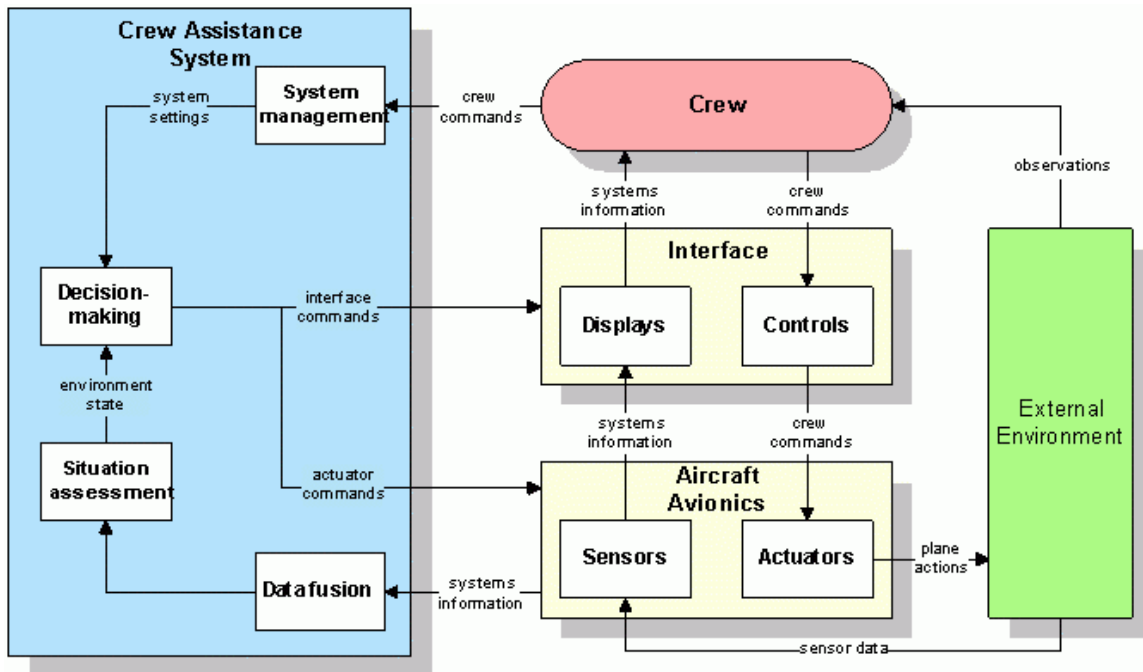 Crew Assistance
System
system
settings
System
management
crew
commands
Crew
observations
systems
information
crew
commands
Interface
Decision-
making
interface
commands
Displays
Controls
environment
state
External
Environment
systems
information
crew
commands
Situation
assessment
actuator
commands
Aircraft
Avionics
Sensors
Actuators
plane
actions
Data fusion
systems
information
sensor data